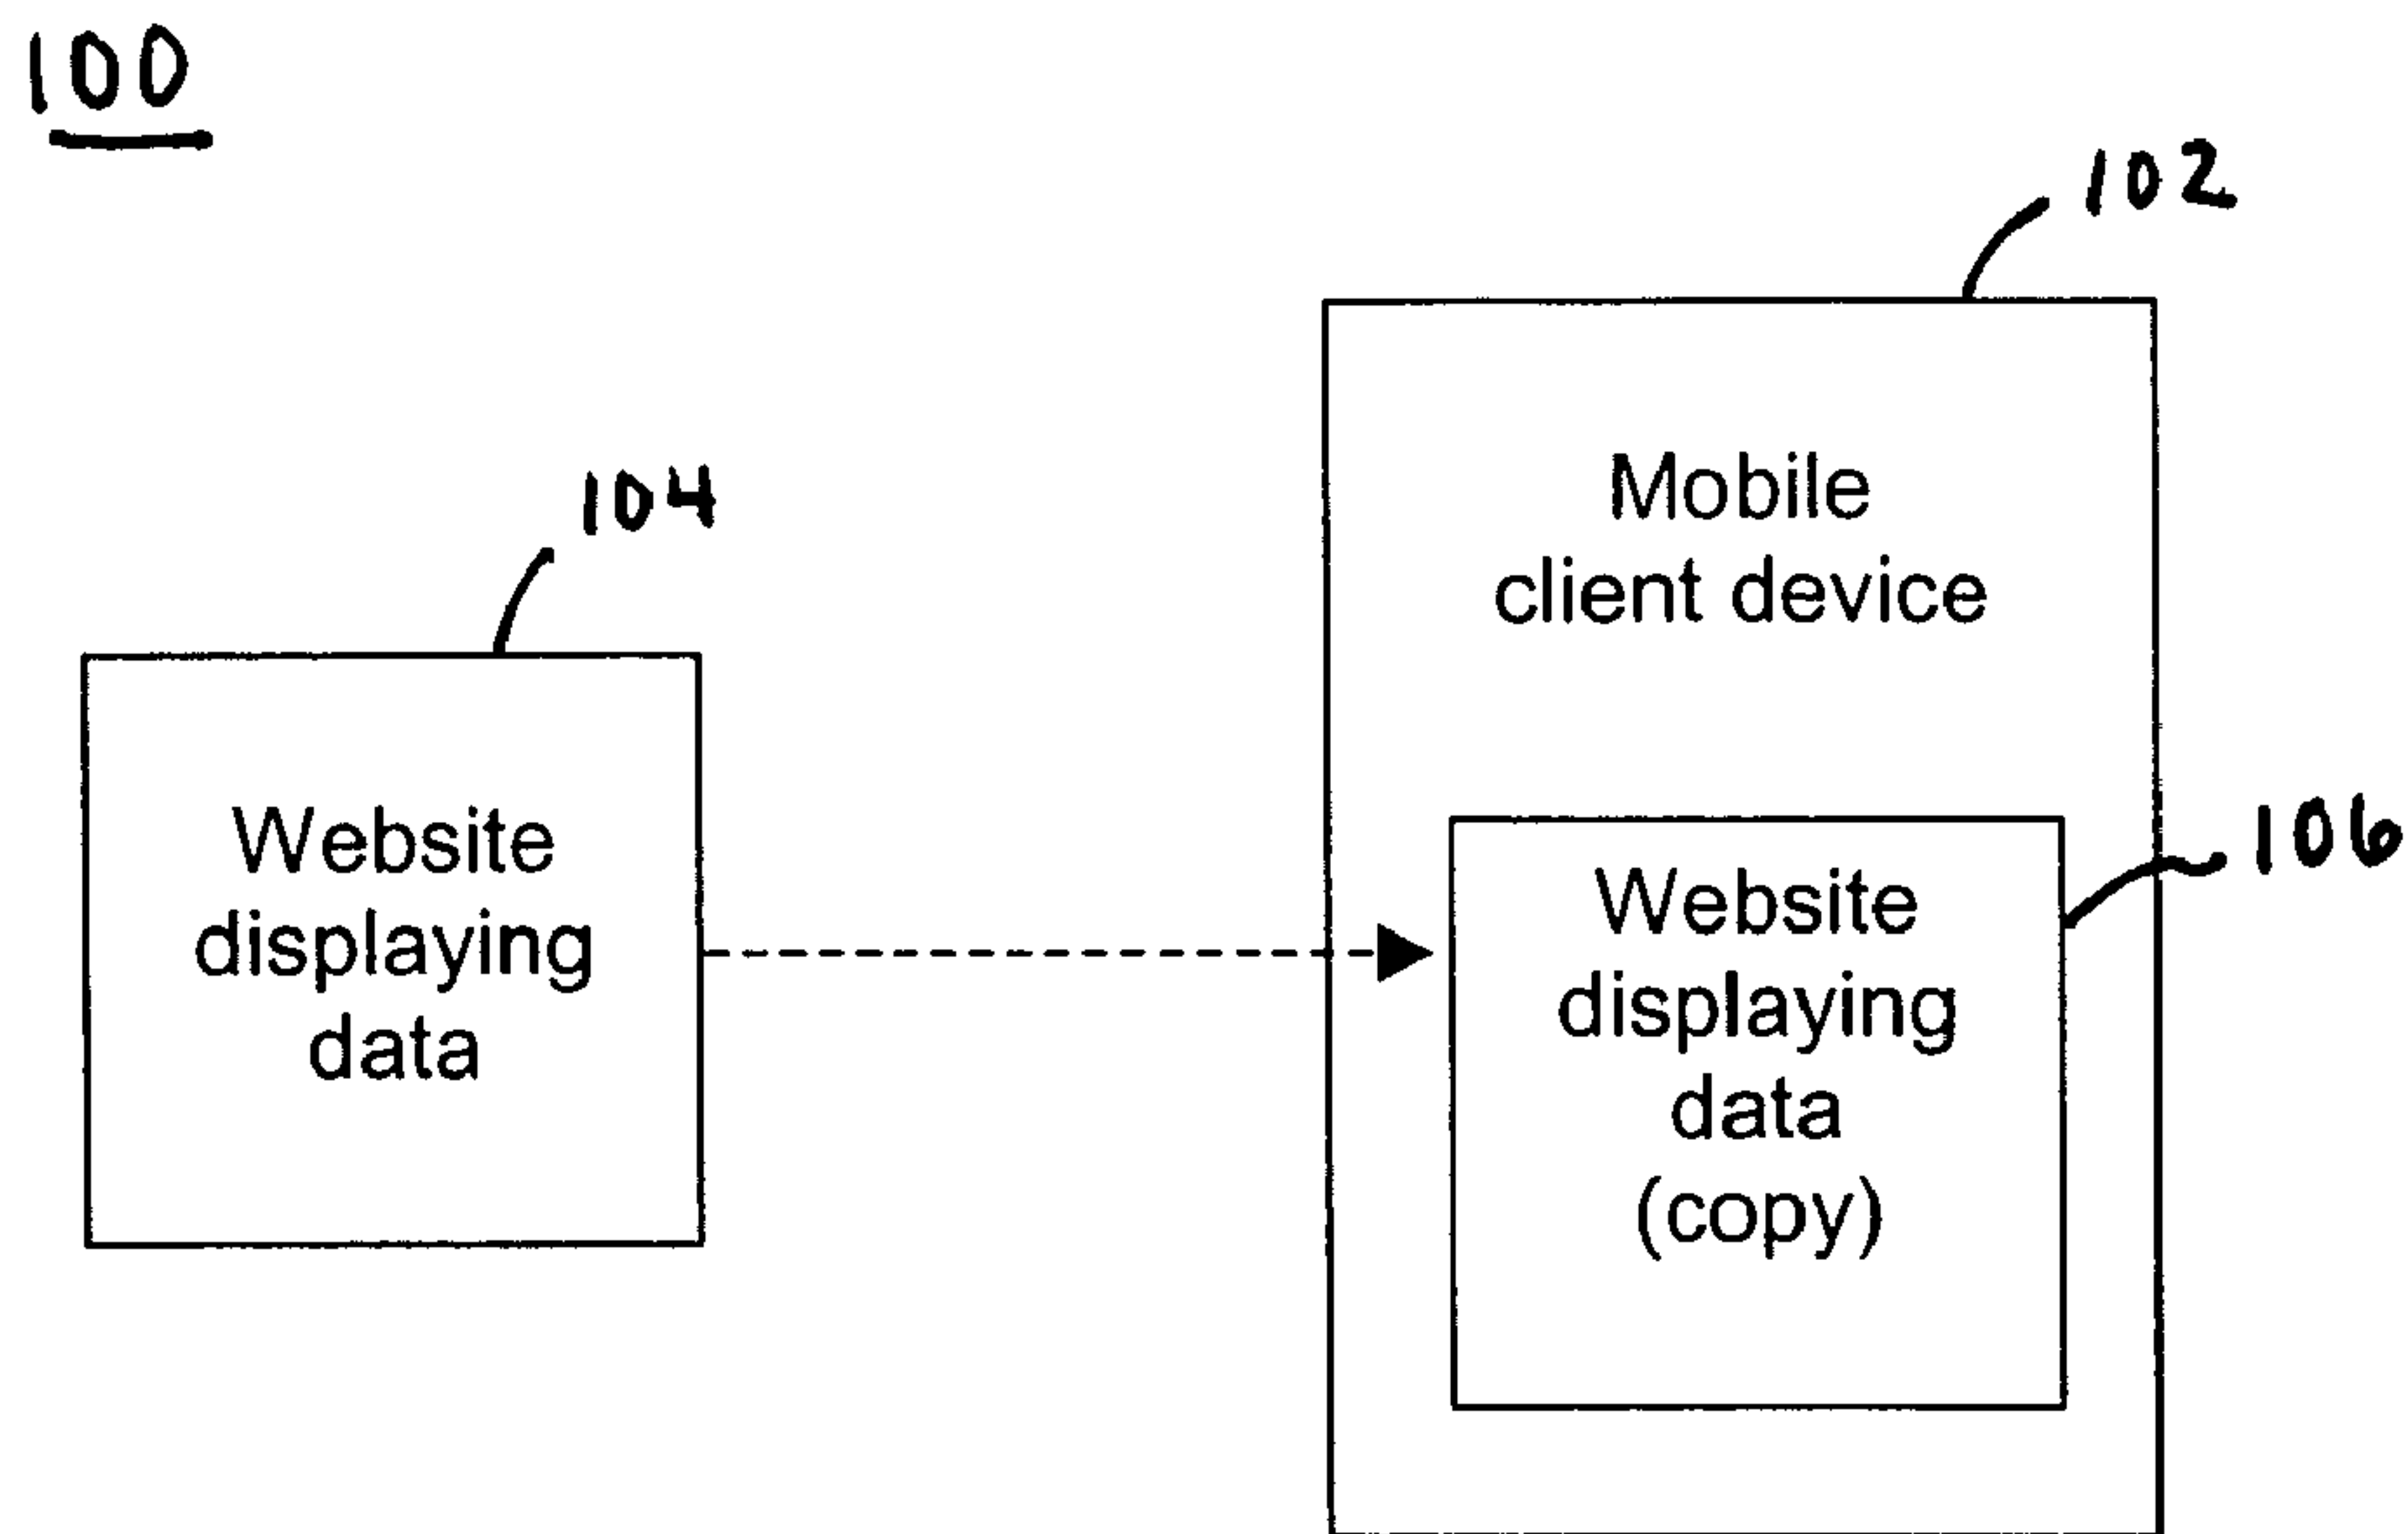 100
102
Mobile
client device
104
Website
displaying
data
106
Website
displaying
data
(copy)